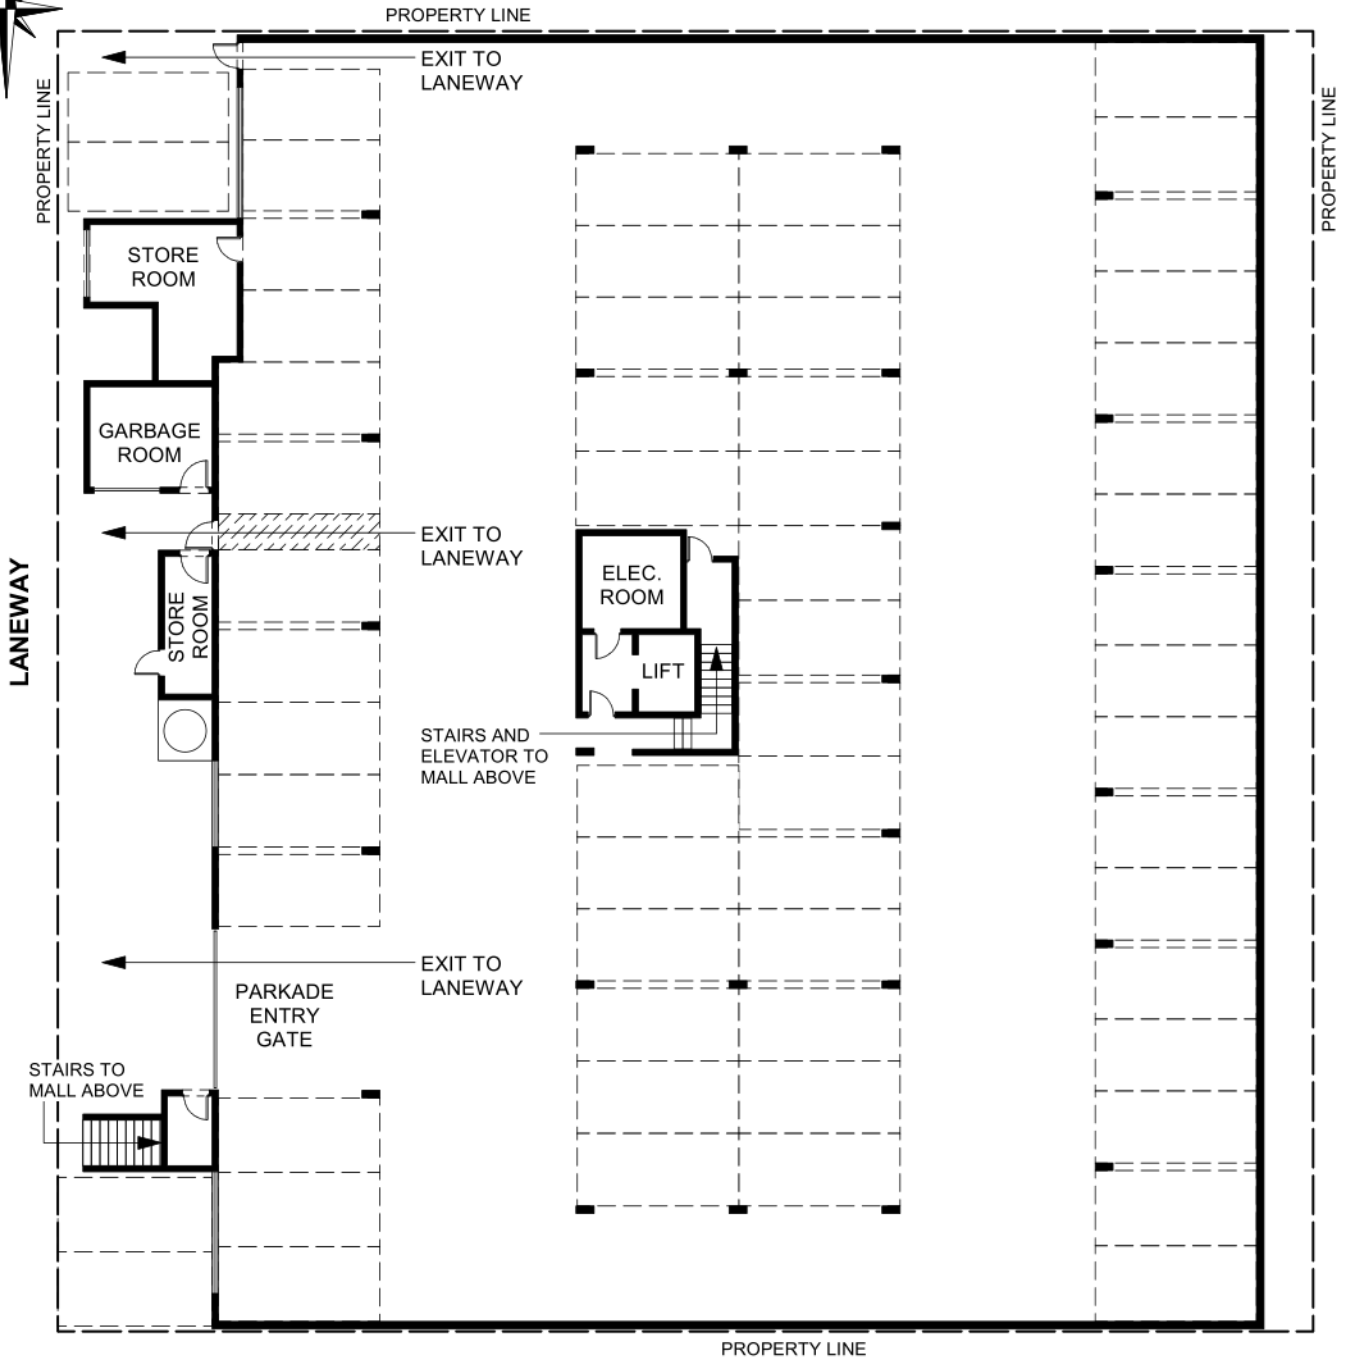 PROPERTY LINE
EXIT TO
LANEWAY
PROPERTY LINE
PROPERTY LINE
STORE
ROOM
GARBAGE
ROOM
EXIT TO
LANEWAY
LANEWAY
STORE
ROOM
ELEC.
ROOM
LIFT
STAIRS AND
ELEVATOR TO
MALL ABOVE
EXIT TO
LANEWAY
PARKADE
ENTRY
GATE
STAIRS TO
MALL ABOVE
PROPERTY LINE